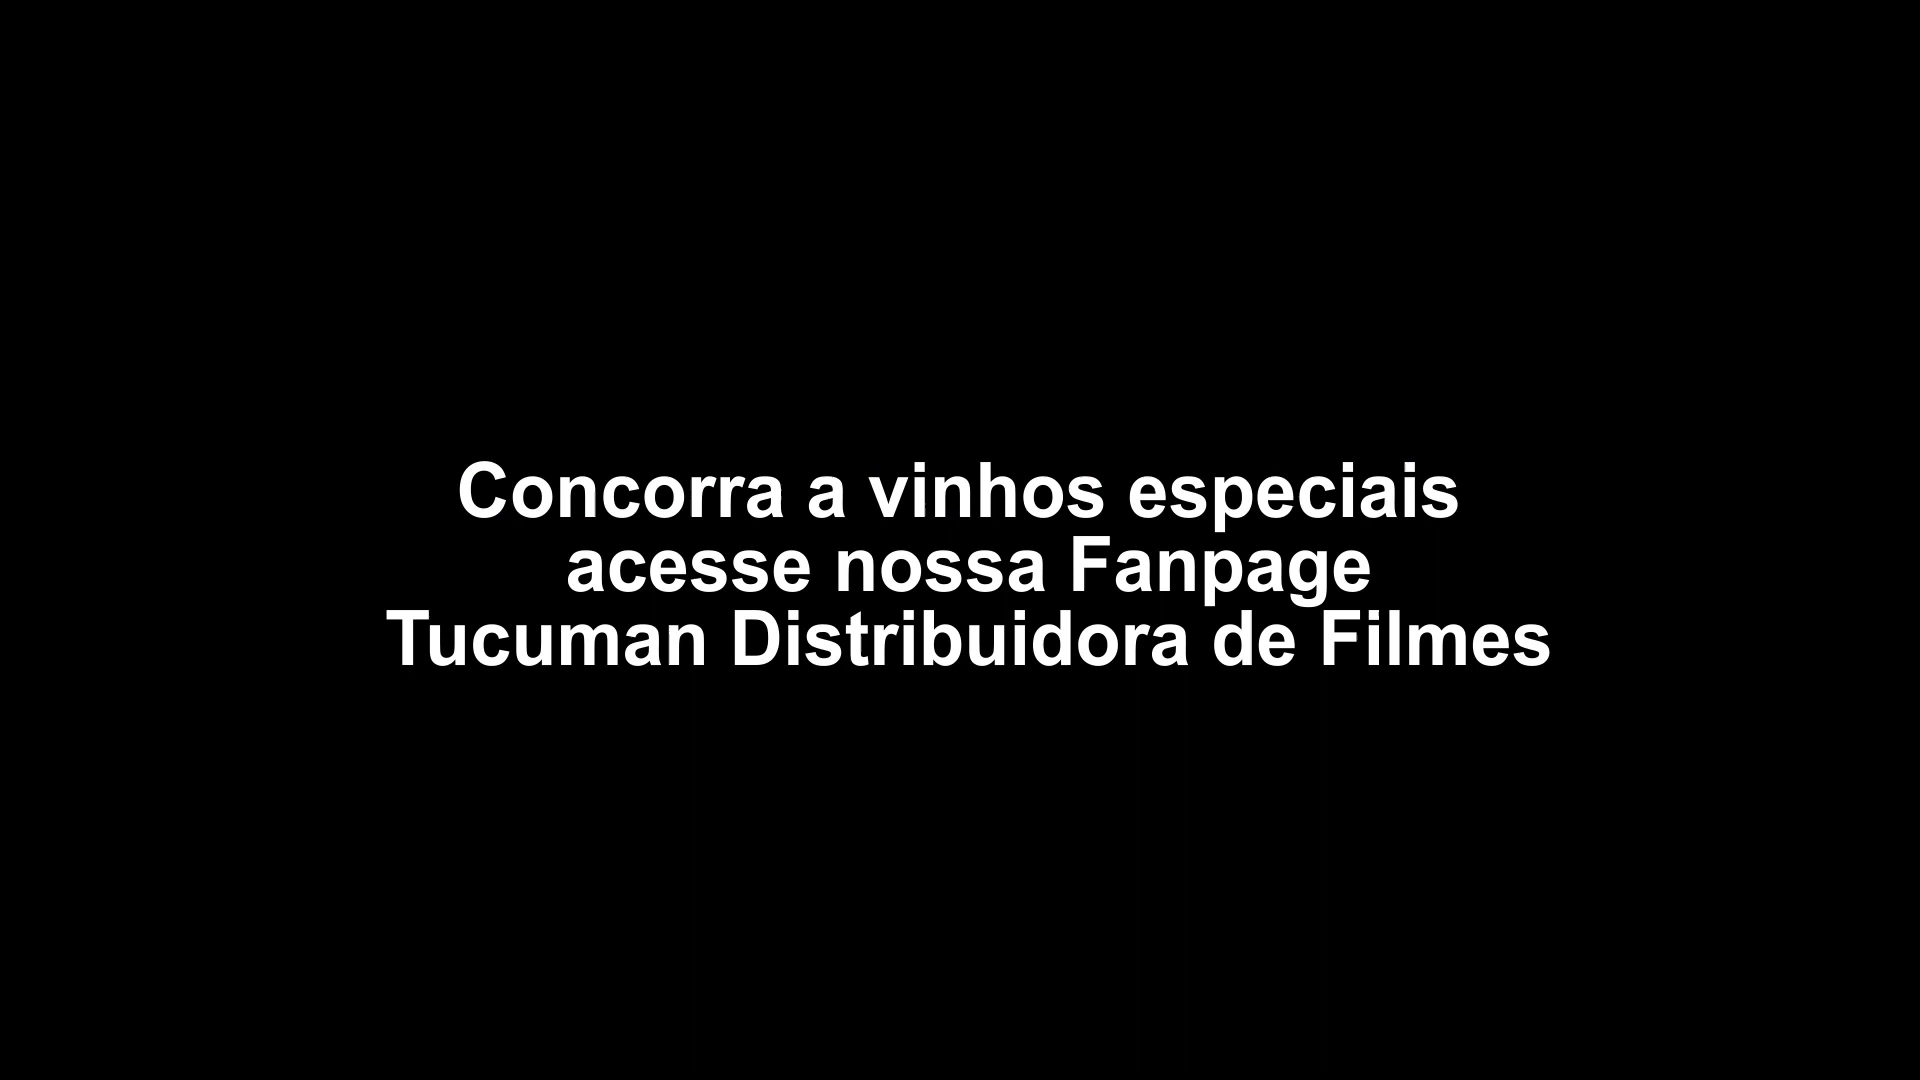 Concorra a vinhos especiais
acesse nossa Fanpage
Tucuman Distribuidora de Filmes